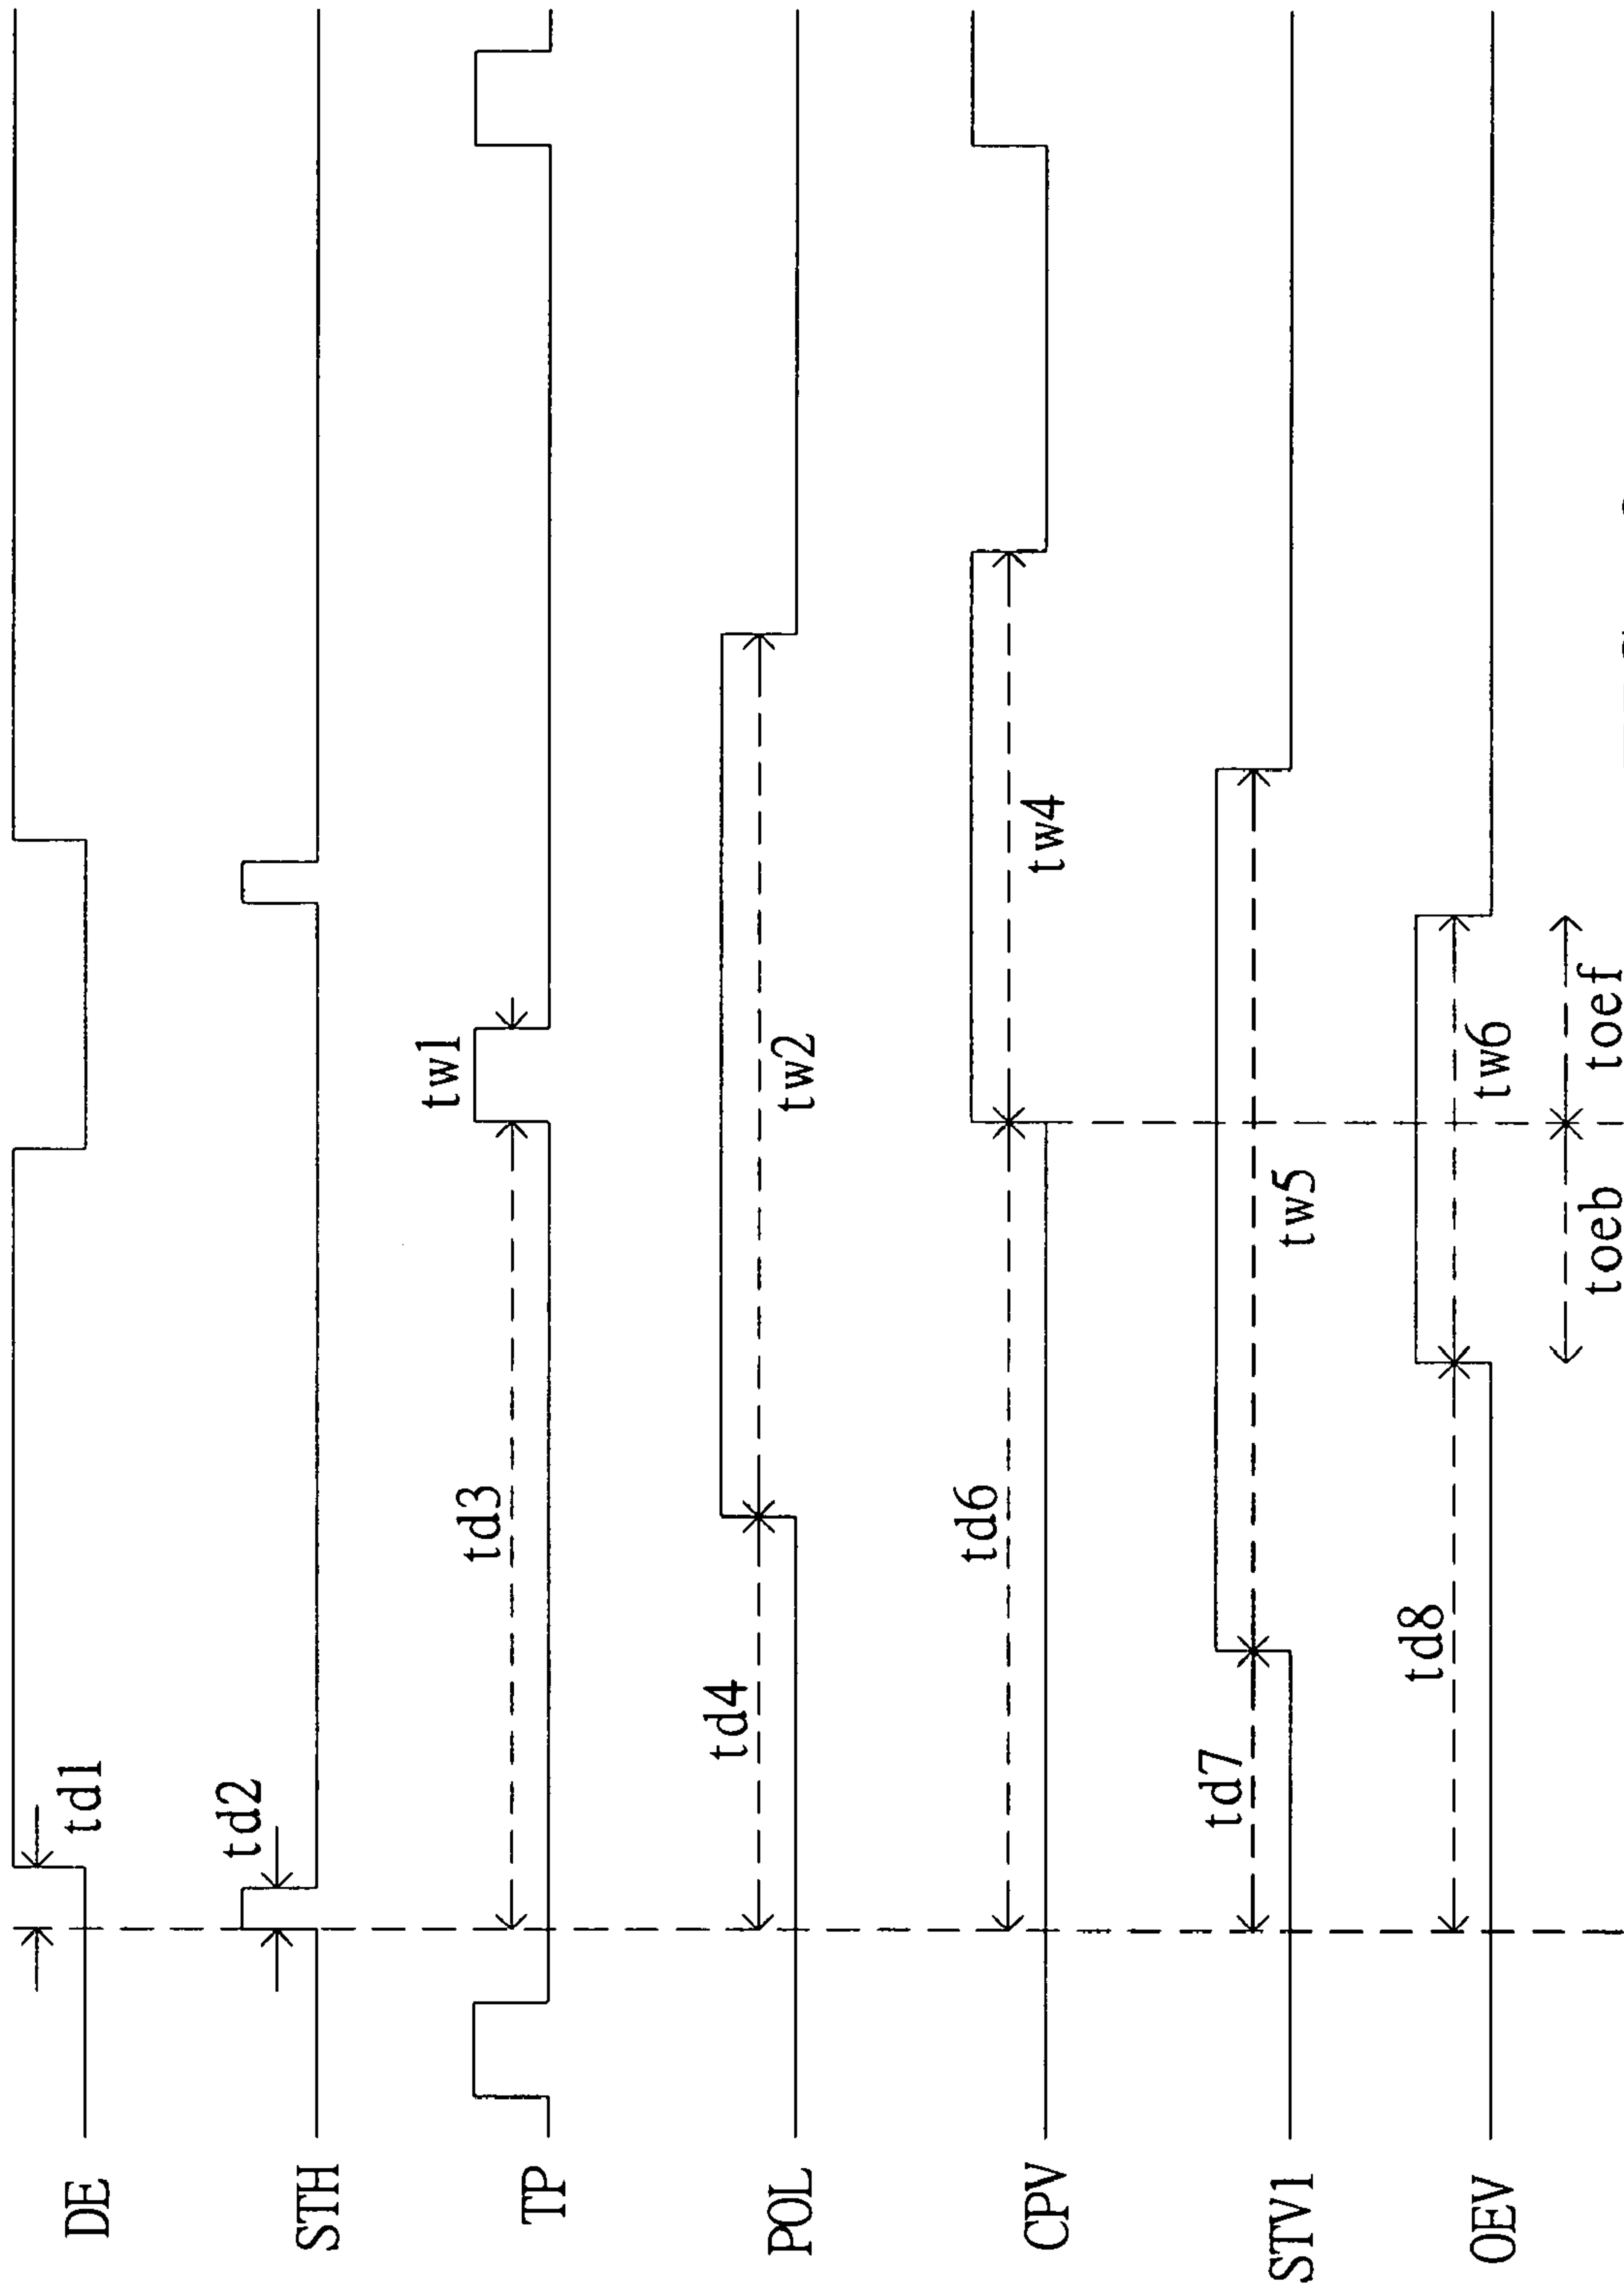 DE
td1
STH
td2
TP
td3
tw1
POL
td4
tw2
CPV
td6
tw4
STV1
td7
tw5
OEV
td8
tw6
toeb
toef